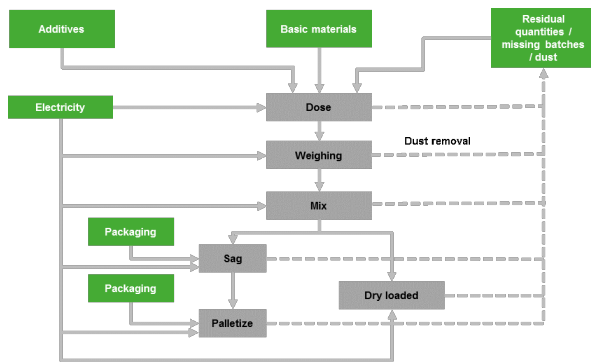 Additives
Basic materials
Residual
quantities /
missing batches
/ dust
Electricity
Dose
Dust removal
Weighing
Mix
Packaging
Sag
Packaging
Dry loaded
Palletize